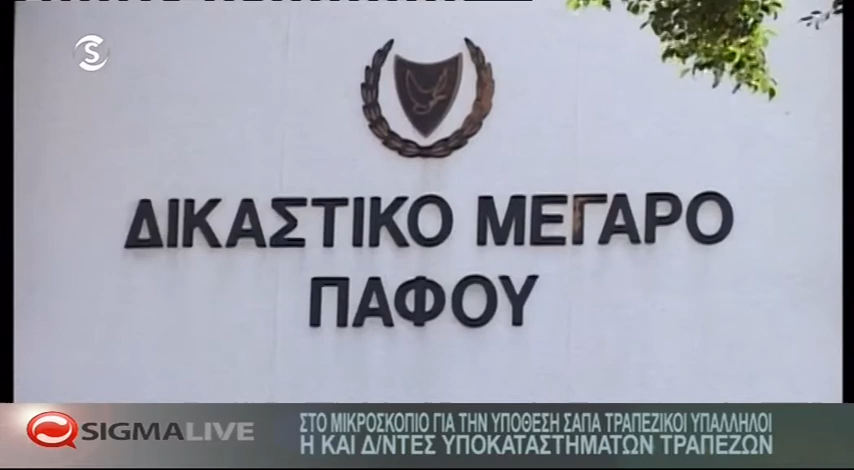 S
ΔΙΚΑΣΤΙΚΟ ΜΕΓΑΡΟ
ΠΑΦΟΥ
SIGMALIVE
ΣΤΟ ΜΙΚΡΟΣΚΟΠΙΟ ΓΙΑ ΤΗΝ ΥΠΟΘΕΣΗ ΣΑΠΑ ΤΡΑΠΕΖΙΚΟΙ ΥΠΑΛΛΗΛΟΙ
Η ΚΑΙ Δ/ΝΤΕΣ ΥΠΟΚΑΤΑΣΤΗΜΑΤΩΝ ΤΡΑΠΕΖΩΝ